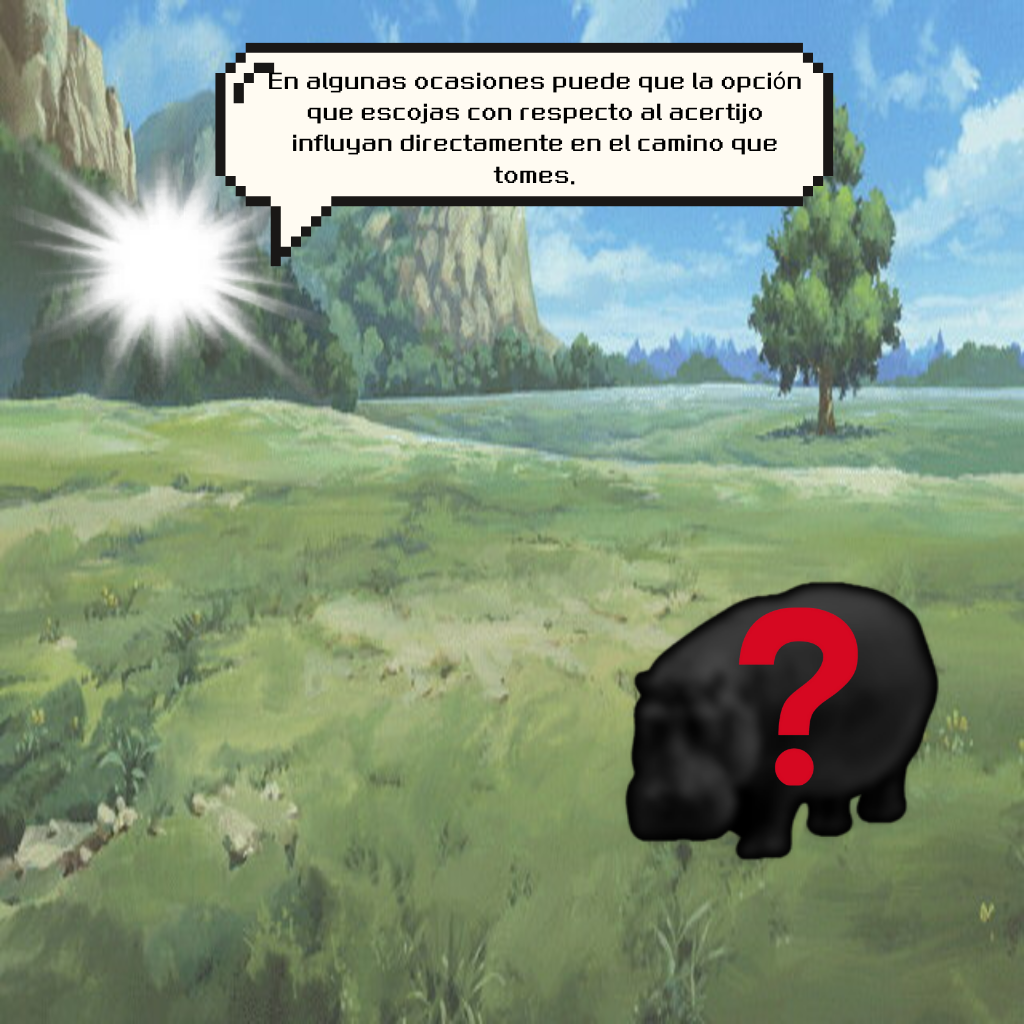 En algunas ocasiones puede que la opción
que escojas con respecto al acertijo
influyan directamente en el camino que
tomes.
?